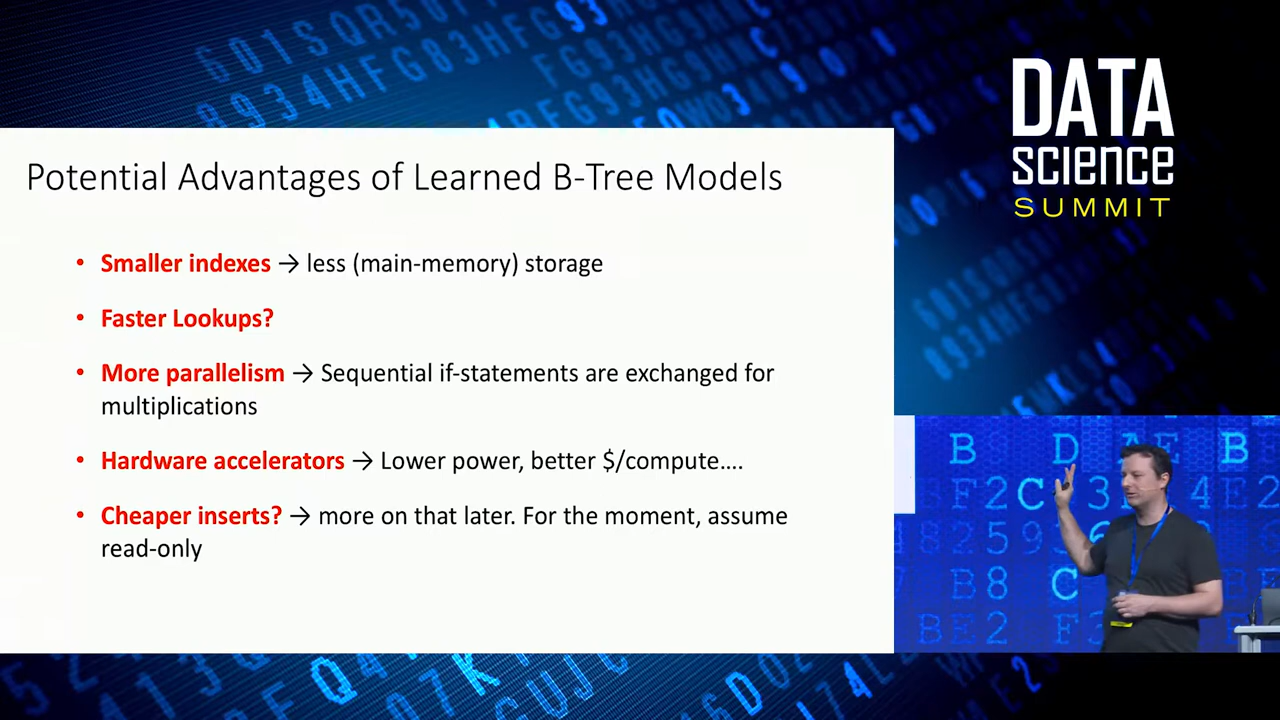 DATA
science
SUMMIT
Potential Advantages of Learned B-Tree Models
• Smaller indexes → less (main-memory) storage
• Faster Lookups?
• More parallelism → Sequential if-statements are exchanged for
multiplications
• Hardware accelerators → Lower power, better $/compute....
• Cheaper inserts? → more on that later. For the moment, assume
read-only